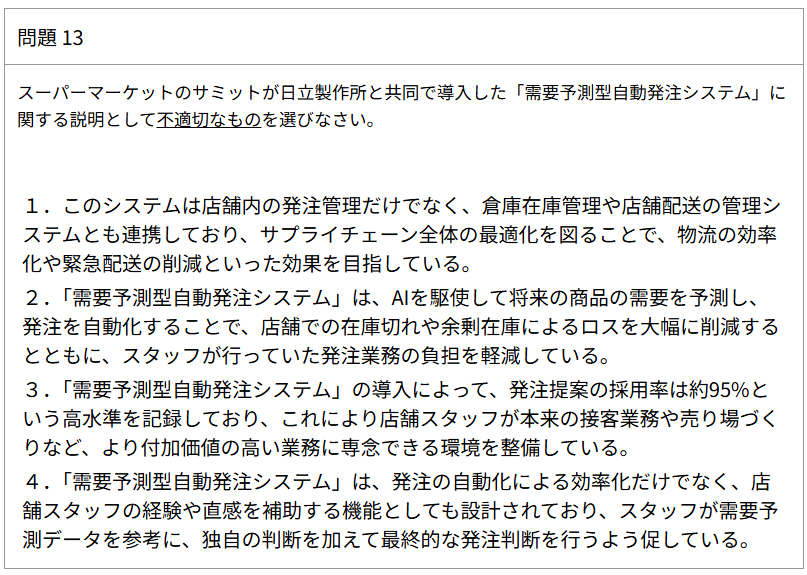 問題 13
スーパーマーケットのサミットが日立製作所と共同で導入した「需要予測型自動発注システム」に
関する説明として不適切なものを選びなさい。
１．このシステムは店舗内の発注管理だけでなく、倉庫在庫管理や店舗配送の管理シ
ステムとも連携しており、サプライチェーン全体の最適化を図ることで、物流の効率
化や緊急配送の削減といった効果を目指している。
２．「需要予測型自動発注システム」は、AIを駆使して将来の商品の需要を予測し、
発注を自動化することで、店舗での在庫切れや余剰在庫によるロスを大幅に削減する
とともに、スタッフが行っていた発注業務の負担を軽減している。
３．「需要予測型自動発注システム」の導入によって、発注提案の採用率は約95%と
いう高水準を記録しており、これにより店舗スタッフが本来の接客業務や売り場づく
りなど、より付加価値の高い業務に専念できる環境を整備している。
４．「需要予測型自動発注システム」は、発注の自動化による効率化だけでなく、店
舗スタッフの経験や直感を補助する機能としても設計されており、スタッフが需要予
測データを参考に、独自の判断を加えて最終的な発注判断を行うよう促している。